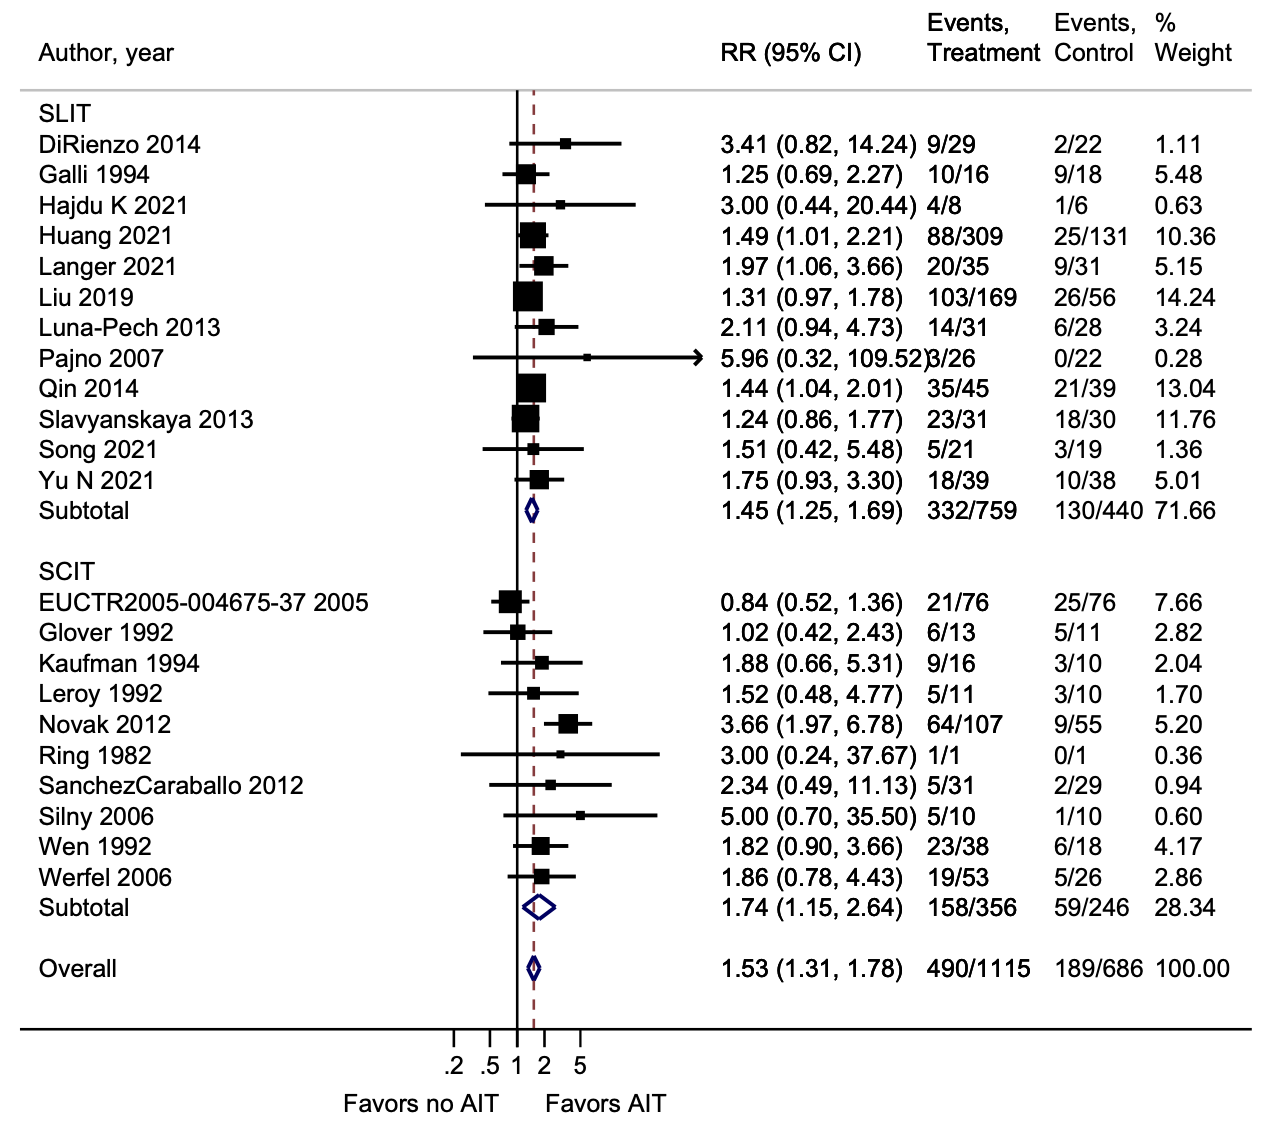 Author, year RR (95% CI) Events, Treatment Events, Control % Weight
SLIT
DiRienzo 2014 3.41 (0.82, 14.24) 9/29 2/22 1.11
Galli 1994 1.25 (0.69, 2.27) 10/16 9/18 5.48
Hajdu K 2021 3.00 (0.44, 20.44) 4/8 1/6 0.63
Huang 2021 1.49 (1.01, 2.21) 88/309 25/131 10.36
Langer 2021 1.97 (1.06, 3.66) 20/35 9/31 5.15
Liu 2019 1.31 (0.97, 1.78) 103/169 26/56 14.24
Luna-Pech 2013 2.11 (0.94, 4.73) 14/31 6/28 3.24
Pajno 2007 5.96 (0.32, 109.52) 3/26 0/22 0.28
Qin 2014 1.44 (1.04, 2.01) 35/45 21/39 13.04
Slavyanskaya 2013 1.24 (0.86, 1.77) 23/31 18/30 11.76
Song 2021 1.51 (0.42, 5.48) 5/21 3/19 1.36
Yu N 2021 1.75 (0.93, 3.30) 18/39 10/38 5.01
Subtotal 1.45 (1.25, 1.69) 332/759 130/440 71.66
SCIT
EUCTR2005-004675-37 2005 0.84 (0.52, 1.36) 21/76 25/76 7.66
Glover 1992 1.02 (0.42, 2.43) 6/13 5/11 2.82
Kaufman 1994 1.88 (0.66, 5.31) 9/16 3/10 2.04
Leroy 1992 1.52 (0.48, 4.77) 5/11 3/10 1.70
Novak 2012 3.66 (1.97, 6.78) 64/107 9/55 5.20
Ring 1982 3.00 (0.24, 37.67) 1/1 0/1 0.36
SanchezCaraballo 2012 2.34 (0.49, 11.13) 5/31 2/29 0.94
Silny 2006 5.00 (0.70, 35.50) 5/10 1/10 0.60
Wen 1992 1.82 (0.90, 3.66) 23/38 6/18 4.17
Werfel 2006 1.86 (0.78, 4.43) 19/53 5/26 2.86
Subtotal 1.74 (1.15, 2.64) 158/356 59/246 28.34
Overall 1.53 (1.31, 1.78) 490/1115 189/686 100.00
.2 .5 1 2 5
Favors no AIT Favors AIT